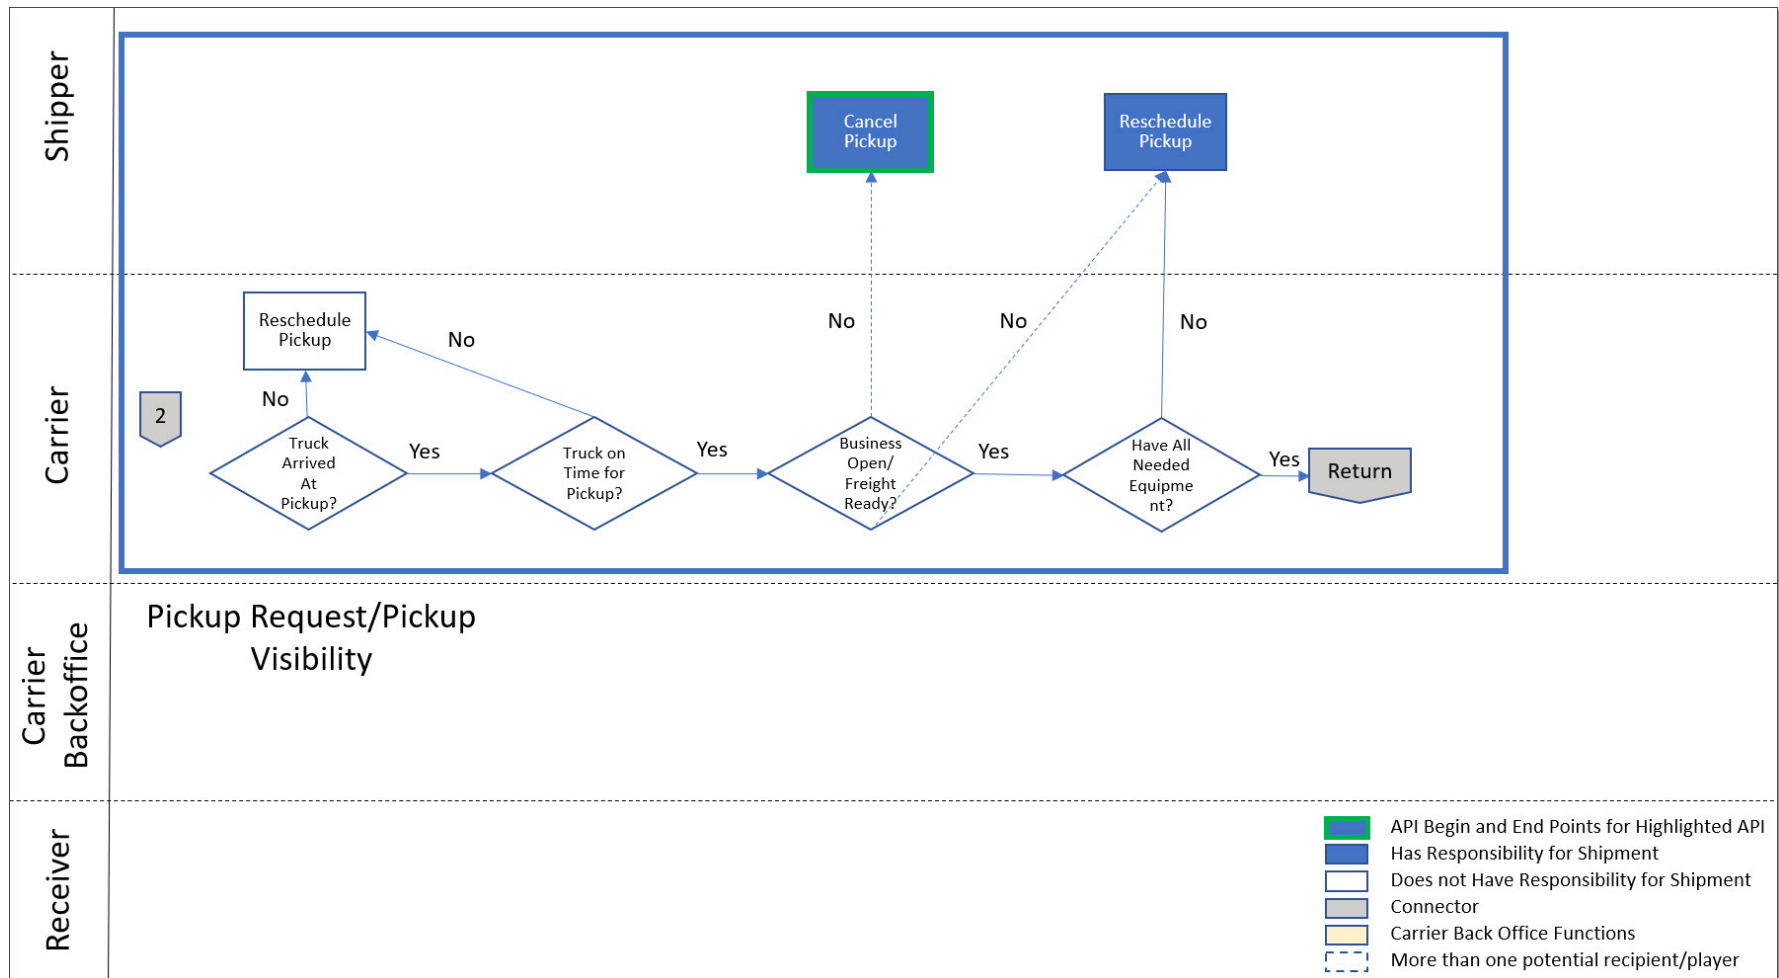 Shipper
Cancel
Pickup
Reschedule
Pickup
Carrier
Reschedule
Pickup
No
No
No
No
2
No
Truck
Arrived
At
Pickup?
Yes
Truck on
Time for
Pickup?
Yes
Business
Open/
Freight
Ready?
Yes
Have All
Needed
Equipme
nt?
Yes
Return
Carrier
Backoffice
Pickup Request/Pickup
Visibility
Receiver
API Begin and End Points for Highlighted API
Has Responsibility for Shipment
Does not Have Responsibility for Shipment
Connector
Carrier Back Office Functions
More than one potential recipient/player